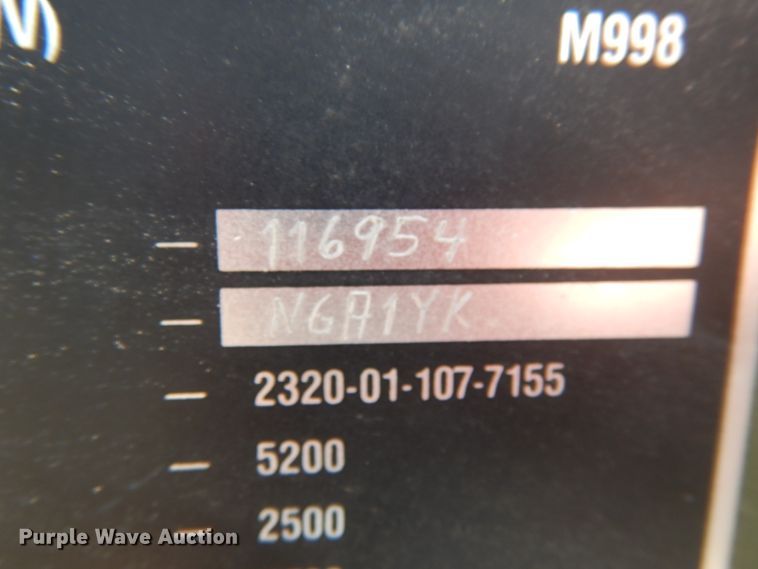 M998
— 116954
— NGA1YK
— 2320-01-107-7155
— 5200
— 2500
Purple Wave Auction